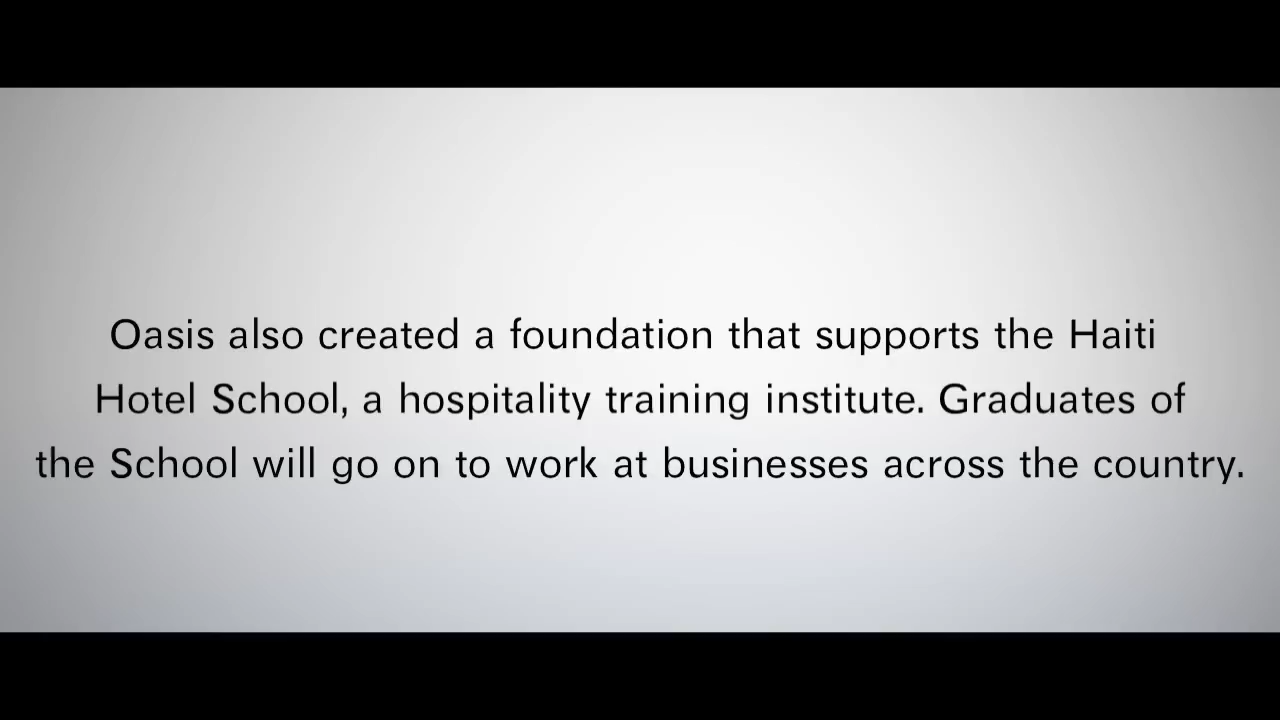 Oasis also created a foundation that supports the Haiti
Hotel School, a hospitality training institute. Graduates of
the School will go on to work at businesses across the country.